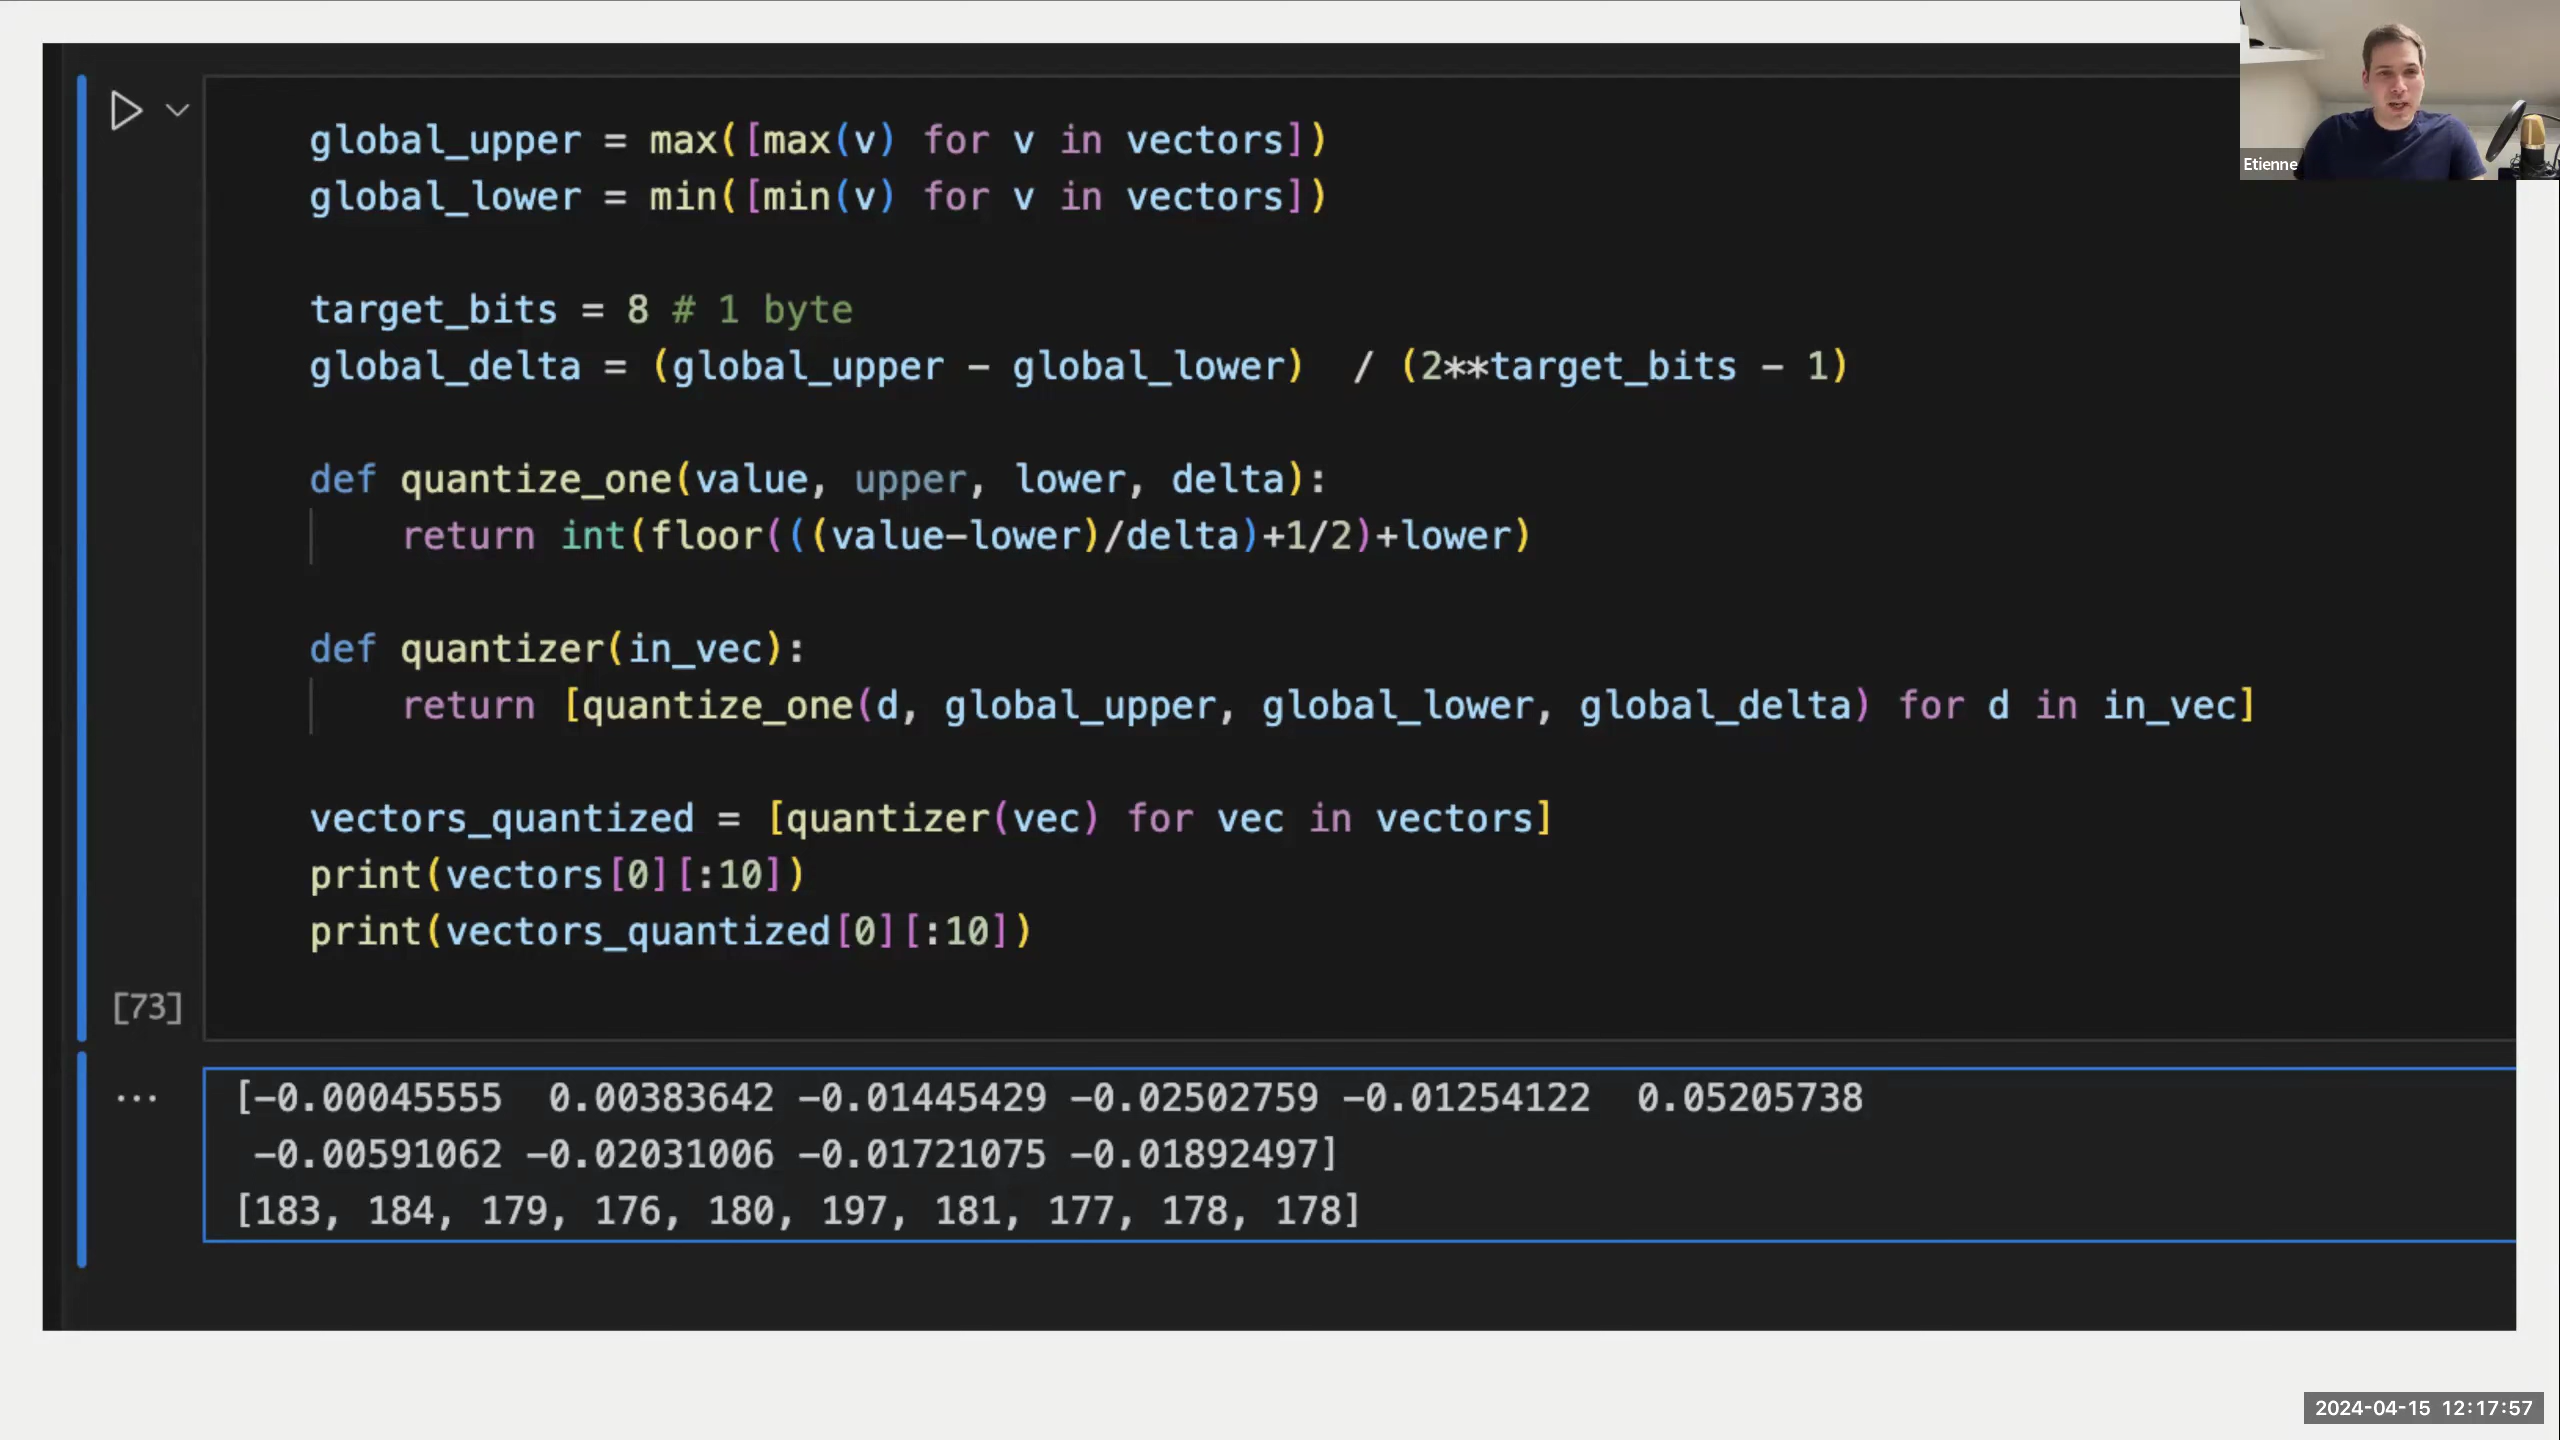 global_upper = max([max(v) for v in vectors])
global_lower = min([min(v) for v in vectors])
target_bits = 8 # 1 byte
global_delta = (global_upper - global_lower)  / (2**target_bits - 1)
def quantize_one(value, upper, lower, delta):
    return int(floor(((value-lower)/delta)+1/2)+lower)
def quantizer(in_vec):
    return [quantize_one(d, global_upper, global_lower, global_delta) for d in in_vec]
vectors_quantized = [quantizer(vec) for vec in vectors]
print(vectors[0][:10])
print(vectors_quantized[0][:10])
[73]
[-0.00045555  0.00383642 -0.01445429 -0.02502759 -0.01254122  0.05205738
 -0.00591062 -0.02031006 -0.01721075 -0.01892497]
[183, 184, 179, 176, 180, 197, 181, 177, 178, 178]
Etienne
2024-04-15 12:17:57